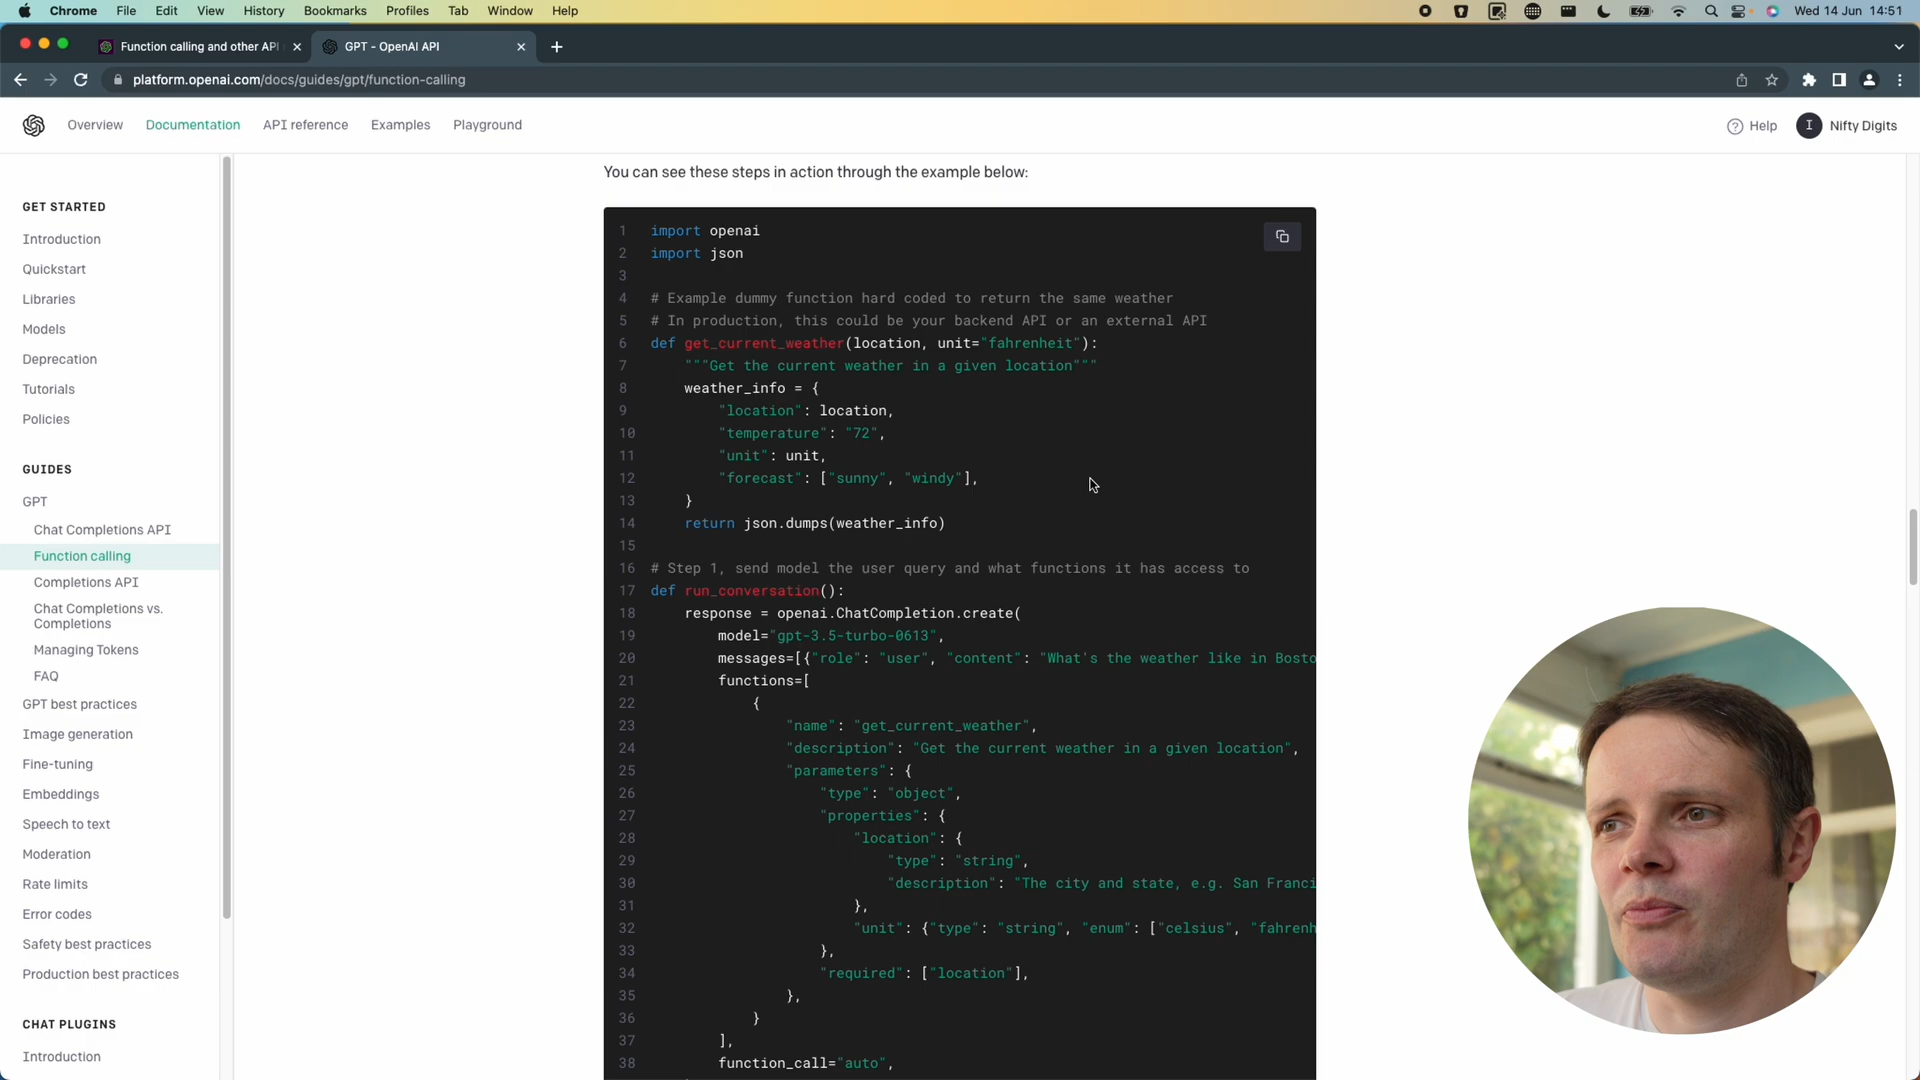 Chrome File Edit View History Bookmarks Profiles Tab Window Help Wed 14 Jun 14:51
Function calling and other API
GPT - OpenAI API
platform.openai.com/docs/guides/gpt/function-calling
Overview Documentation API reference Examples Playground Help I Nifty Digits
GET STARTED
Introduction
Quickstart
Libraries
Models
Deprecation
Tutorials
Policies
GUIDES
GPT
Chat Completions API
Function calling
Completions API
Chat Completions vs.
Completions
Managing Tokens
FAQ
GPT best practices
Image generation
Fine-tuning
Embeddings
Speech to text
Moderation
Rate limits
Error codes
Safety best practices
Production best practices
CHAT PLUGINS
Introduction
You can see these steps in action through the example below:
1 import openai
2 import json
3
4 # Example dummy function hard coded to return the same weather
5 # In production, this could be your backend API or an external API
6 def get_current_weather(location, unit="fahrenheit"):
7 """Get the current weather in a given location"""
8 weather_info = {
9 "location": location,
10 "temperature": "72",
11 "unit": unit,
12 "forecast": ["sunny", "windy"],
13 }
14 return json.dumps(weather_info)
15
16 # Step 1, send model the user query and what functions it has access to
17 def run_conversation():
18 response = openai.ChatCompletion.create(
19 model="gpt-3.5-turbo-0613",
20 messages=[{"role": "user", "content": "What's the weather like in Bosto
21 functions=[
22 {
23 "name": "get_current_weather",
24 "description": "Get the current weather in a given location",
25 "parameters": {
26 "type": "object",
27 "properties": {
28 "location": {
29 "type": "string",
30 "description": "The city and state, e.g. San Franci
31 },
32 "unit": {"type": "string", "enum": ["celsius", "fahrenh
33 },
34 "required": ["location"],
35 },
36 }
37 ],
38 function_call="auto",